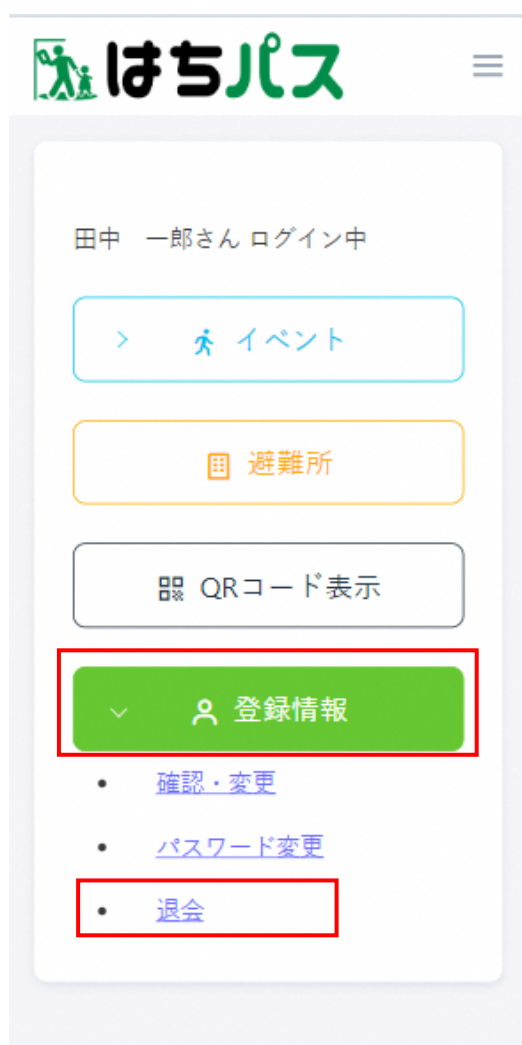 はちパス
田中　一郎さん ログイン中
イベント
避難所
QRコード表示
登録情報
• 確認・変更
• パスワード変更
• 退会